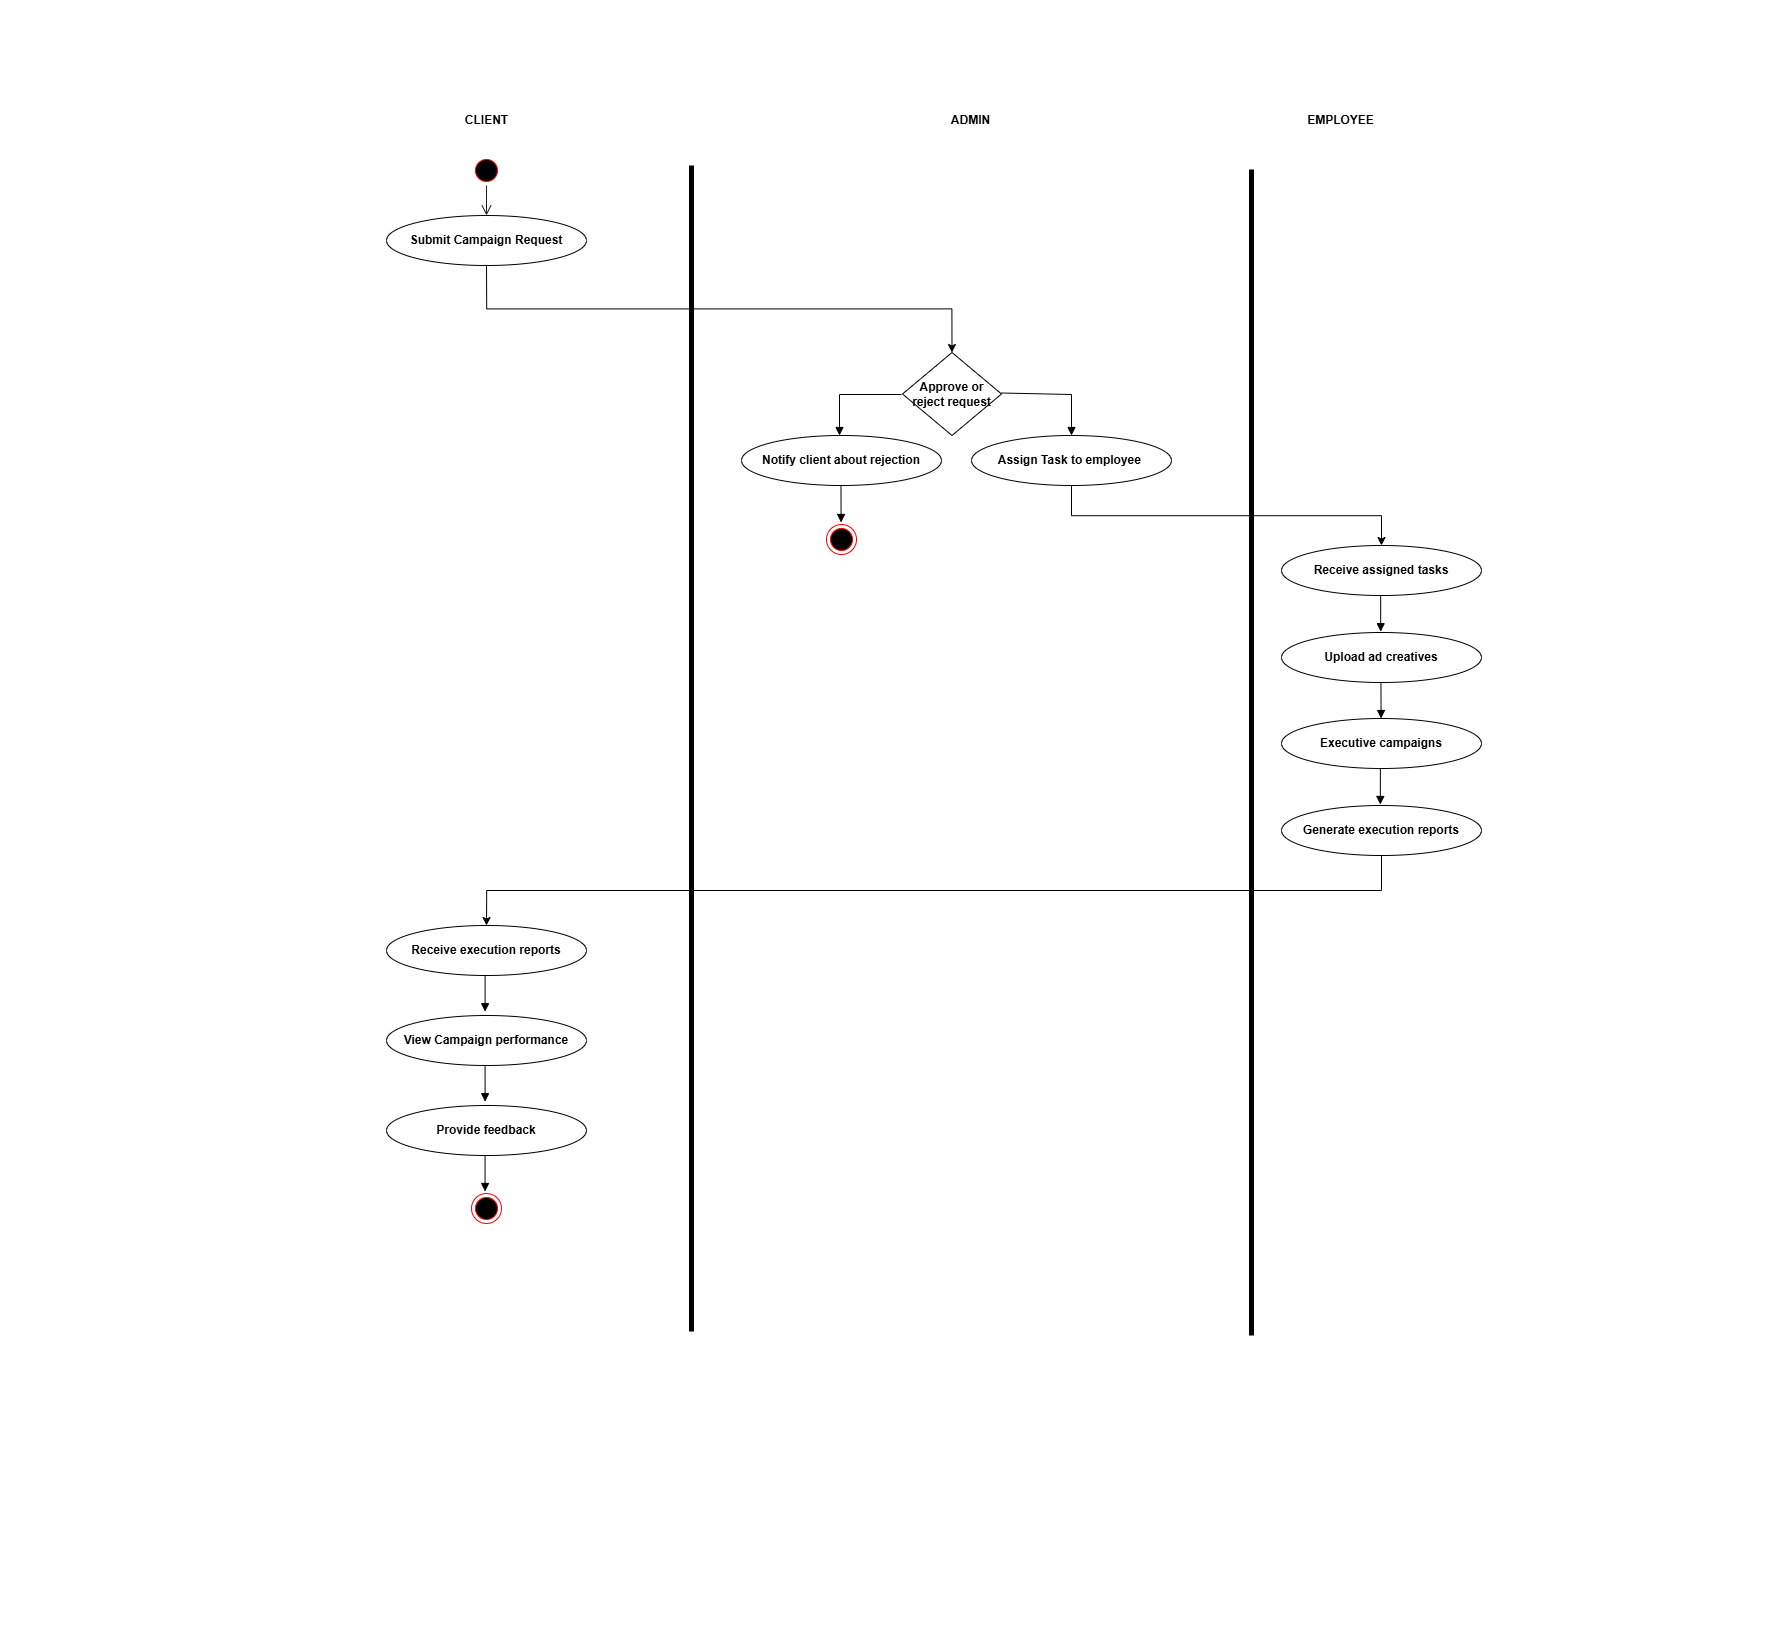 CLIENT
ADMIN
EMPLOYEE
Submit Campaign Request
Approve or
reject request
Notify client about rejection
Assign Task to employee
Receive assigned tasks
Upload ad creatives
Executive campaigns
Generate execution reports
Receive execution reports
View Campaign performance
Provide feedback